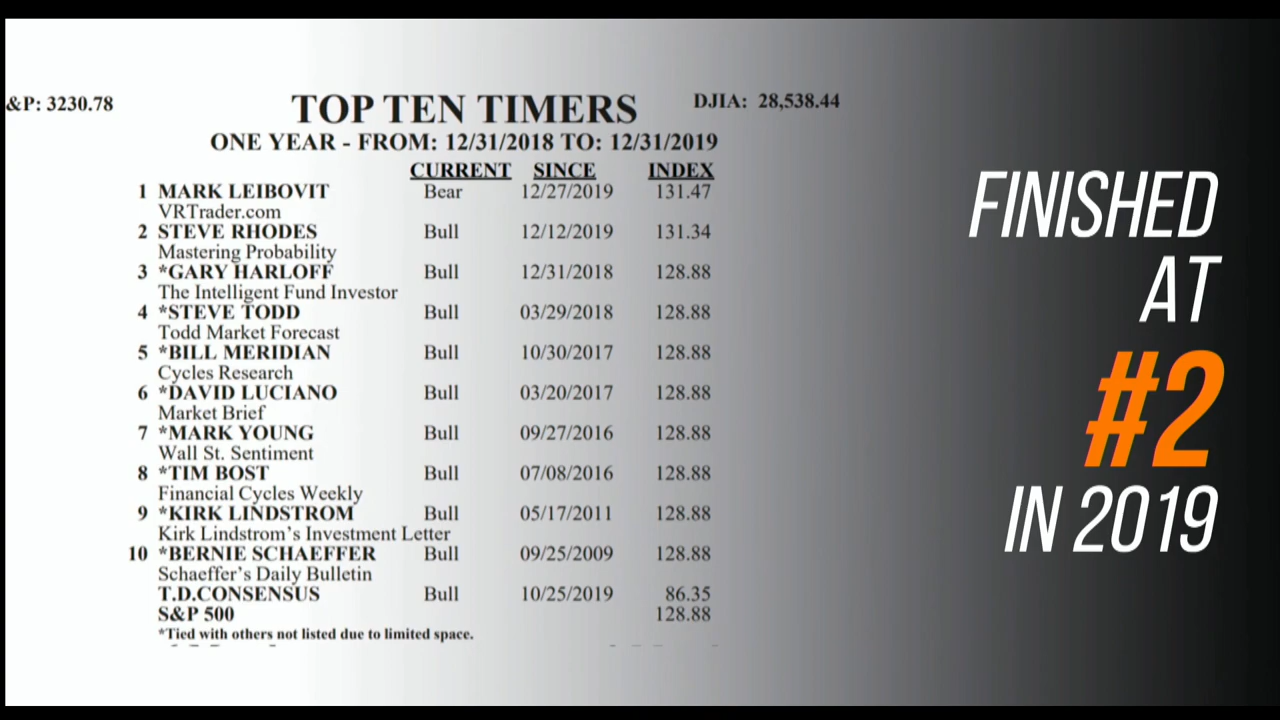 &P: 3230.78
TOP TEN TIMERS
DJIA: 28,538.44
ONE YEAR - FROM: 12/31/2018 TO: 12/31/2019
CURRENT SINCE INDEX
1 MARK LEIBOVIT Bear 12/27/2019 131.47
VRTrader.com
2 STEVE RHODES Bull 12/12/2019 131.34
Mastering Probability
3 *GARY HARLOFF Bull 12/31/2018 128.88
The Intelligent Fund Investor
4 *STEVE TODD Bull 03/29/2018 128.88
Todd Market Forecast
5 *BILL MERIDIAN Bull 10/30/2017 128.88
Cycles Research
6 *DAVID LUCIANO Bull 03/20/2017 128.88
Market Brief
7 *MARK YOUNG Bull 09/27/2016 128.88
Wall St. Sentiment
8 *TIM BOST Bull 07/08/2016 128.88
Financial Cycles Weekly
9 *KIRK LINDSTROM Bull 05/17/2011 128.88
Kirk Lindstrom's Investment Letter
10 *BERNIE SCHAEFFER Bull 09/25/2009 128.88
Schaeffer's Daily Bulletin
T.D.CONSENSUS Bull 10/25/2019 86.35
S&P 500 128.88
*Tied with others not listed due to limited space.
FINISHED
AT
#2
IN 2019